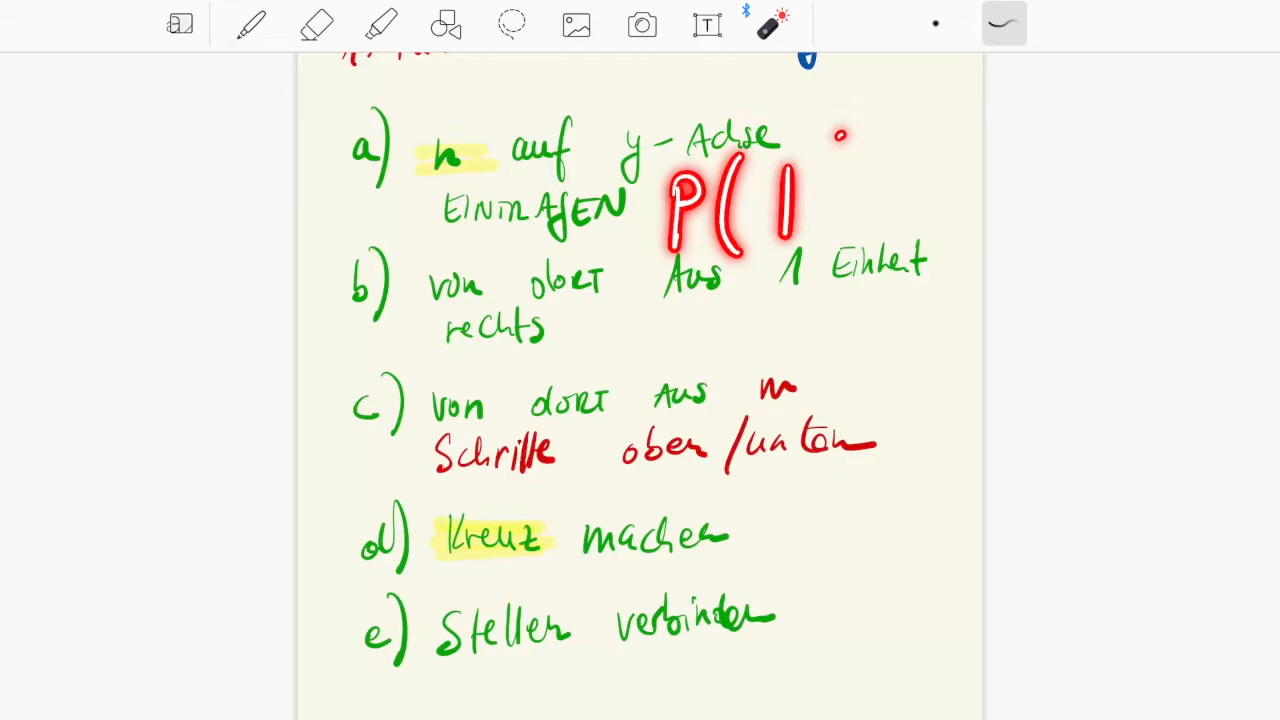 a) n auf y-Achse
EINTRAGEN P( 1
b) von dort Aus 1 Einheit
rechts
c) von dort Aus m
Schritte oben/unten
d) Kreuz machen
e) Stellen verbinden